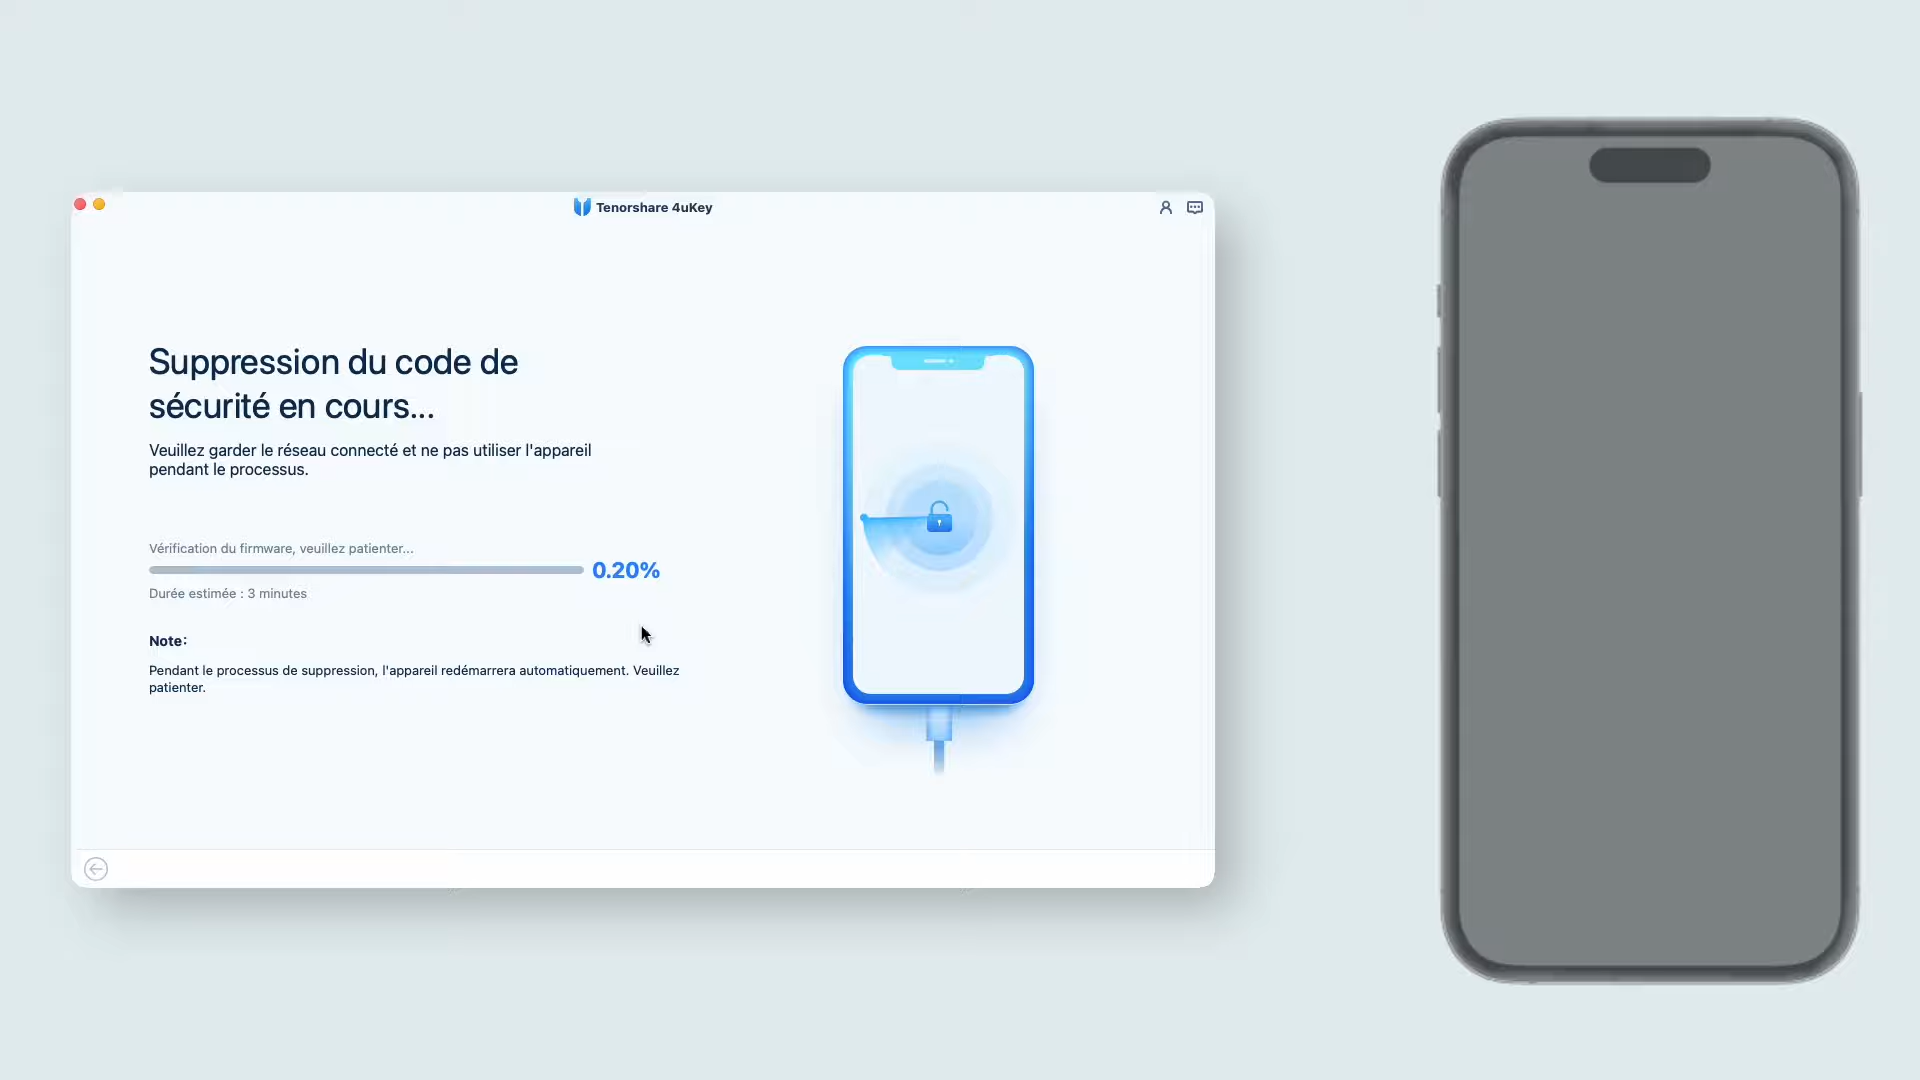 Tenorshare 4uKey
Suppression du code de
sécurité en cours...
Veuillez garder le réseau connecté et ne pas utiliser l'appareil
pendant le processus.
Vérification du firmware, veuillez patienter...
0.20%
Durée estimée : 3 minutes
Note:
Pendant le processus de suppression, l'appareil redémarrera automatiquement. Veuillez
patienter.